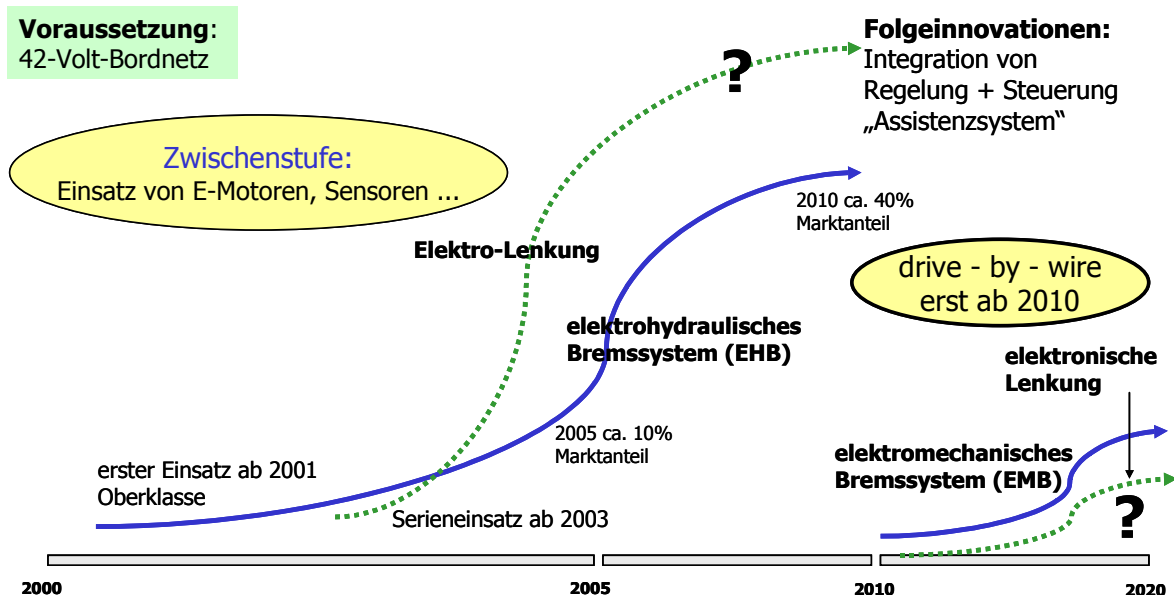 Voraussetzung:
42-Volt-Bordnetz
Folgeinnovationen:
Integration von
Regelung + Steuerung
„Assistenzsystem“
?
Zwischenstufe:
Einsatz von E-Motoren, Sensoren ...
2010 ca. 40%
Marktanteil
Elektro-Lenkung
drive - by - wire
erst ab 2010
elektrohydraulisches
Bremssystem (EHB)
elektronische
Lenkung
2005 ca. 10%
Marktanteil
elektromechanisches
Bremssystem (EMB)
erster Einsatz ab 2001
Oberklasse
Serieneinsatz ab 2003
?
2000
2005
2010
2020